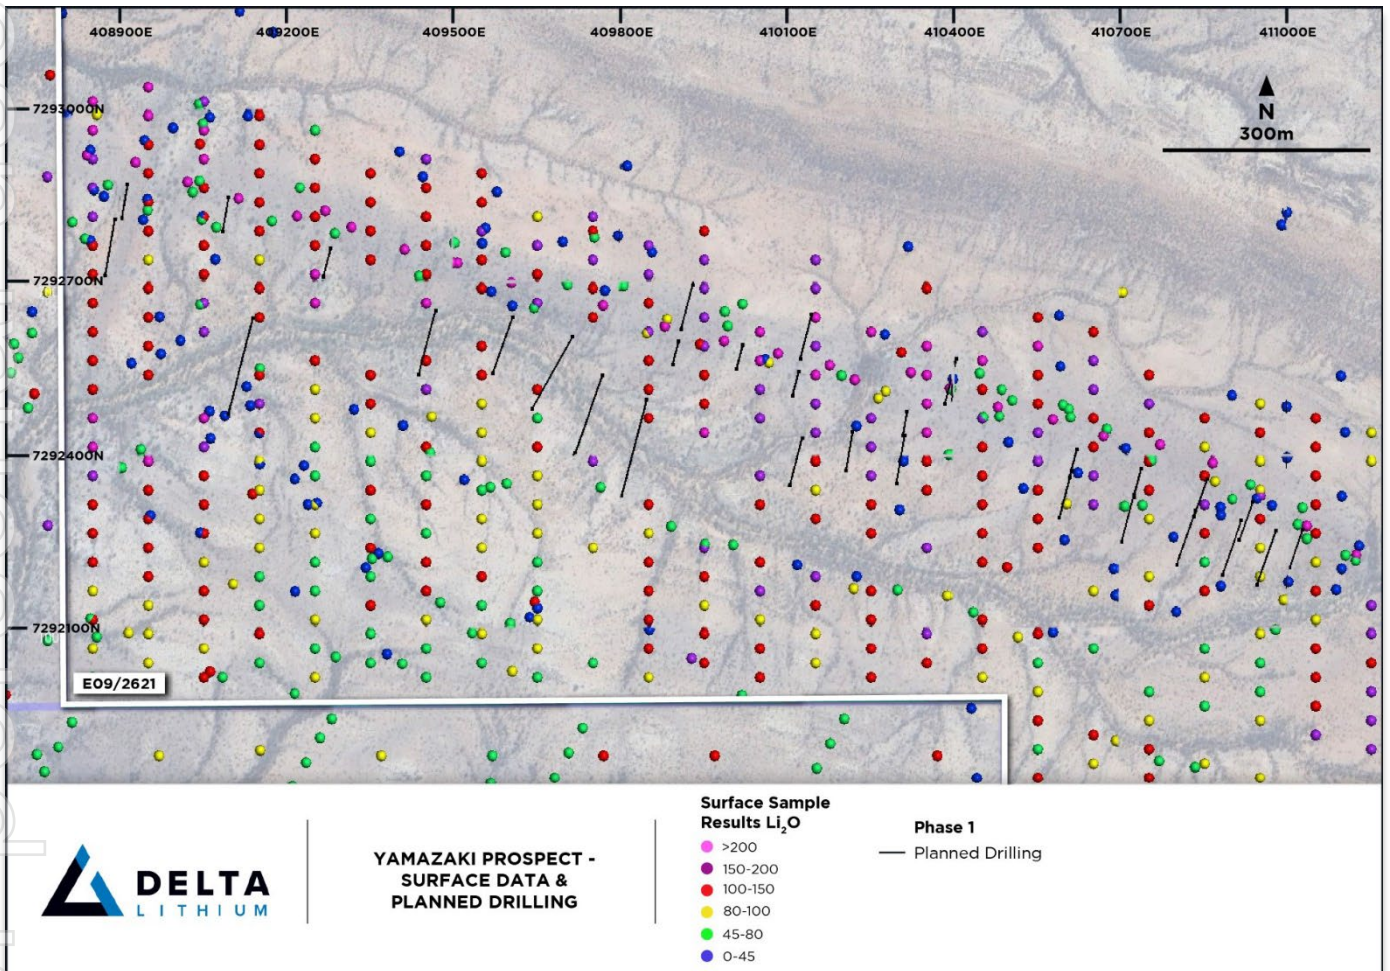 408900E 409200E 409500E 409800E 410100E 410400E 410700E 411000E
7293000N
N
300m
7292700N
7292400N
7292100N
E09/2621
DELTA
LITHIUM
YAMAZAKI PROSPECT -
SURFACE DATA &
PLANNED DRILLING
Surface Sample
Results Li₂O
>200
150-200
100-150
80-100
45-80
0-45
Phase 1
Planned Drilling